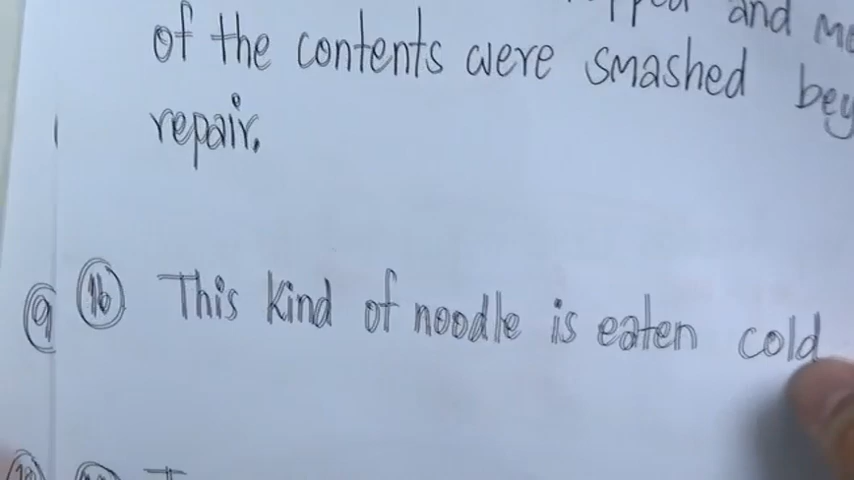 and
of the contents were smashed
repair.
9 16 This kind of noodle is eaten cold